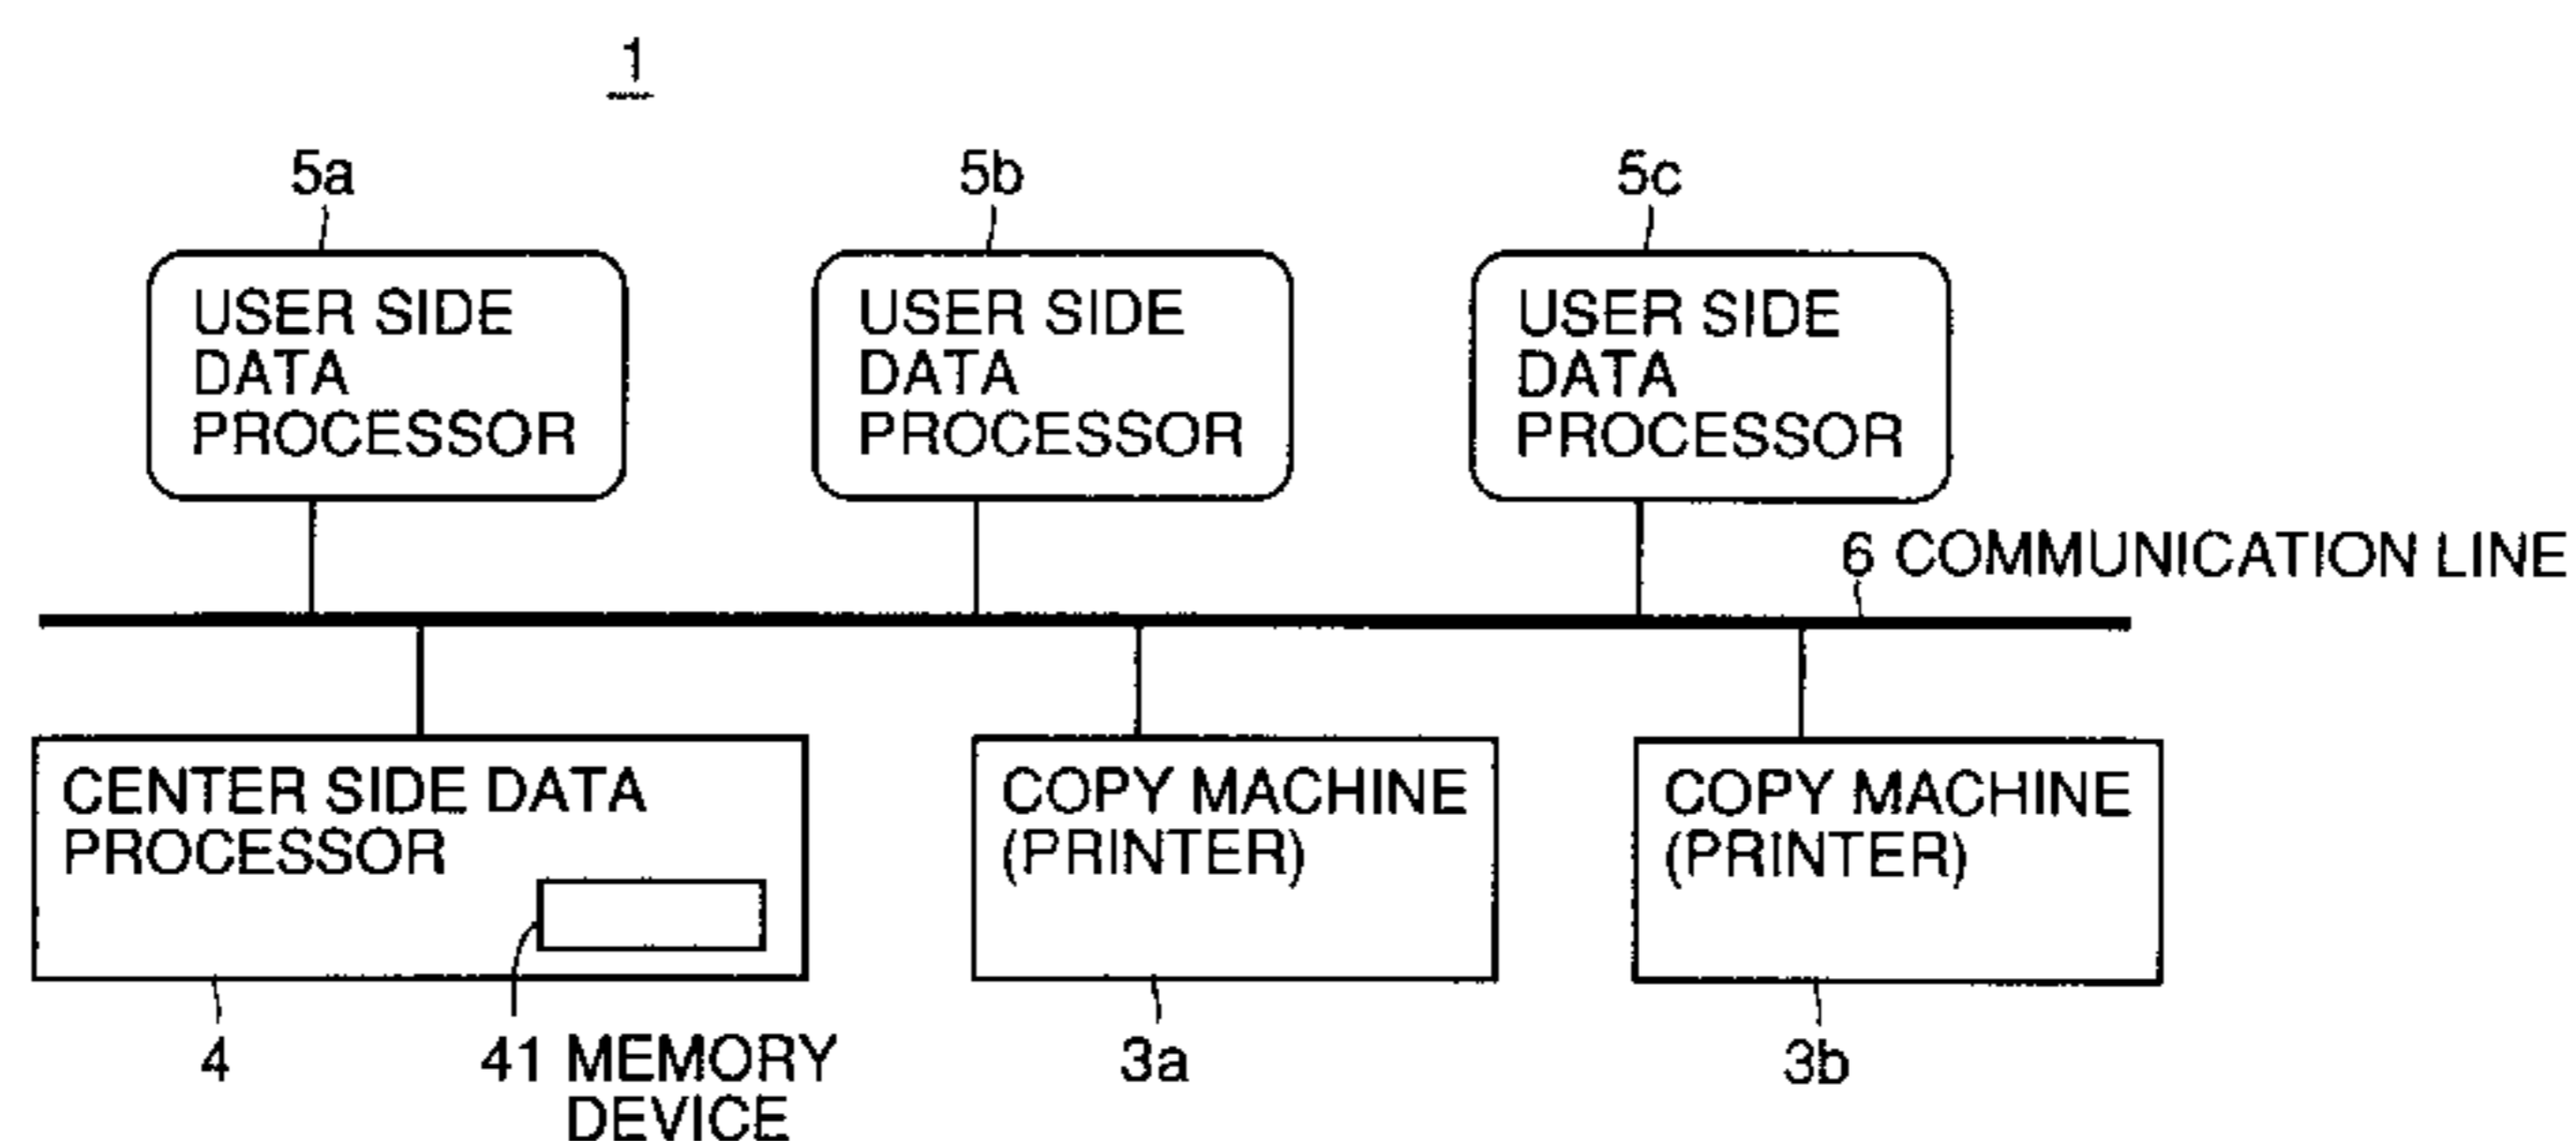 1
5a
5b
5c
USER SIDE
DATA
PROCESSOR
USER SIDE
DATA
PROCESSOR
USER SIDE
DATA
PROCESSOR
6 COMMUNICATION LINE
CENTER SIDE DATA
PROCESSOR
COPY MACHINE
(PRINTER)
COPY MACHINE
(PRINTER)
4
41 MEMORY
DEVICE
3a
3b